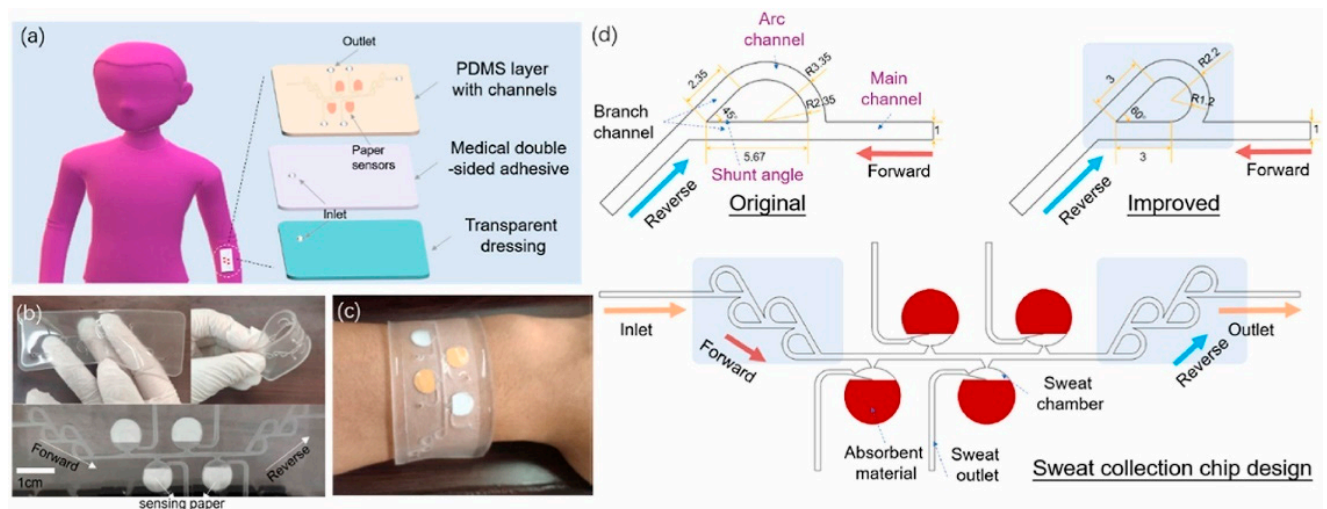 (a)
Outlet
PDMS layer
with channels
Paper
sensors
Medical double
-sided adhesive
Inlet
Transparent
dressing
(b)
Forward
Reverse
1cm
sensing paper
(c)
(d)
Arc
channel
2.35
R3.35
Main
channel
R2.35
45°
Branch
channel
1
5.67
Shunt angle
Forward
Reverse
Original
3
R2.2
R1.2
60°
1
3
Forward
Reverse
Improved
Inlet
Outlet
Forward
Reverse
Sweat
chamber
Absorbent
material
Sweat
outlet
Sweat collection chip design